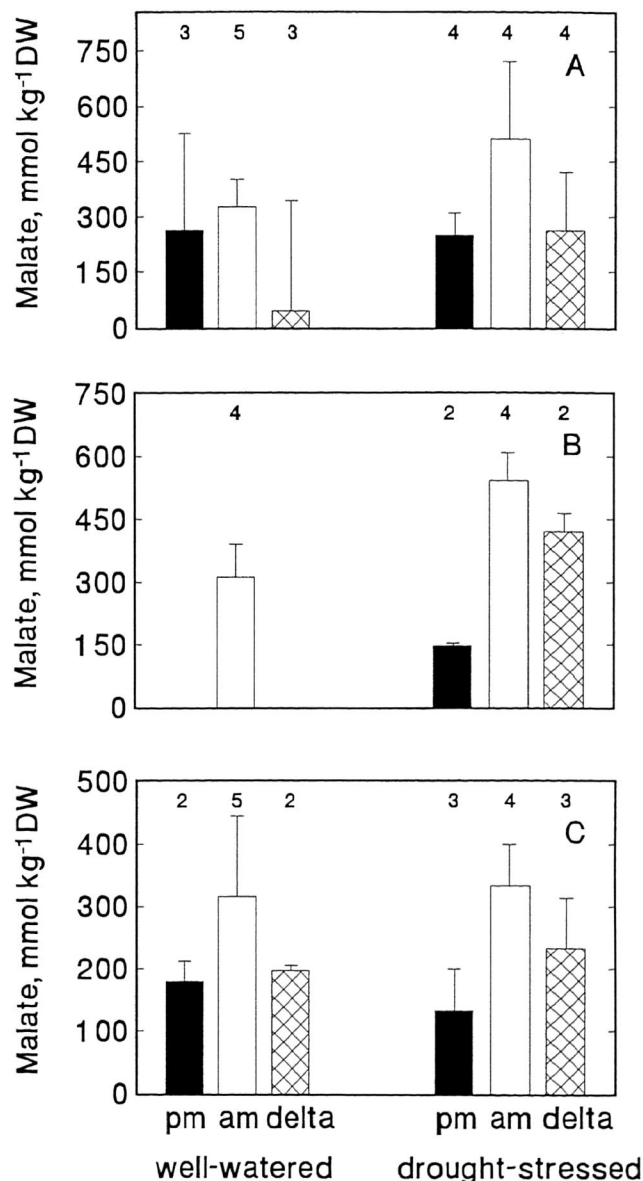 3 5 3 4 4 4
A
750
600
450
300
150
0
Malate, mmol kg-1DW
750
4 2 4 2
B
600
450
300
150
0
Malate, mmol kg-1DW
500
2 5 2 3 4 3
C
400
300
200
100
0
Malate, mmol kg-1DW
pm am delta pm am delta
well-watered drought-stressed